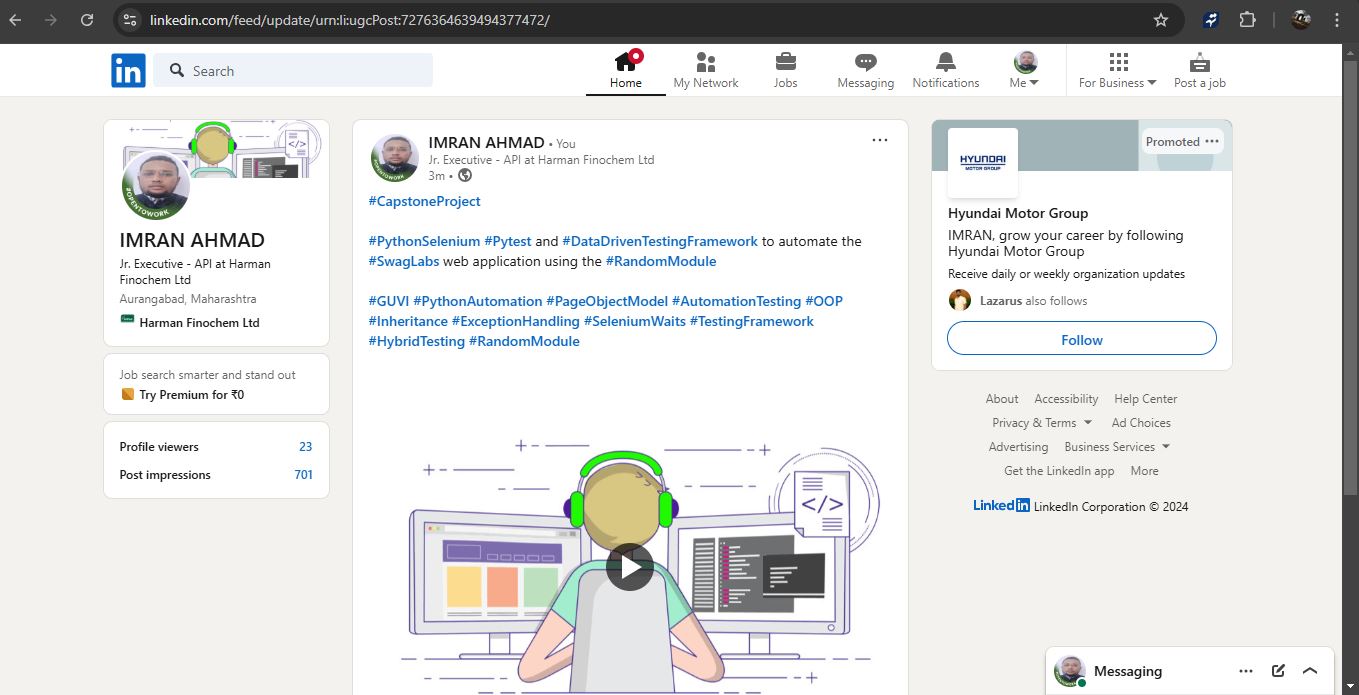 linkedin.com/feed/update/urn:li:ugcPost:7276364639494377472/
in
Search
Home
My Network
Jobs
Messaging
Notifications
Me
For Business
Post a job
#OPENTOWORK
IMRAN AHMAD
Jr. Executive - API at Harman
Finochem Ltd
Aurangabad, Maharashtra
Harman Finochem Ltd
Job search smarter and stand out
Try Premium for ₹0
Profile viewers 23
Post impressions 701
IMRAN AHMAD • You
Jr. Executive - API at Harman Finochem Ltd
3m •
#CapstoneProject
#PythonSelenium #Pytest and #DataDrivenTestingFramework to automate the
#SwagLabs web application using the #RandomModule
#GUVI #PythonAutomation #PageObjectModel #AutomationTesting #OOP
#Inheritance #ExceptionHandling #SeleniumWaits #TestingFramework
#HybridTesting #RandomModule
</>
Promoted
HYUNDAI
MOTOR GROUP
Hyundai Motor Group
IMRAN, grow your career by following
Hyundai Motor Group
Receive daily or weekly organization updates
Lazarus also follows
Follow
About Accessibility Help Center
Privacy & Terms Ad Choices
Advertising Business Services
Get the LinkedIn app More
LinkedIn LinkedIn Corporation © 2024
Messaging